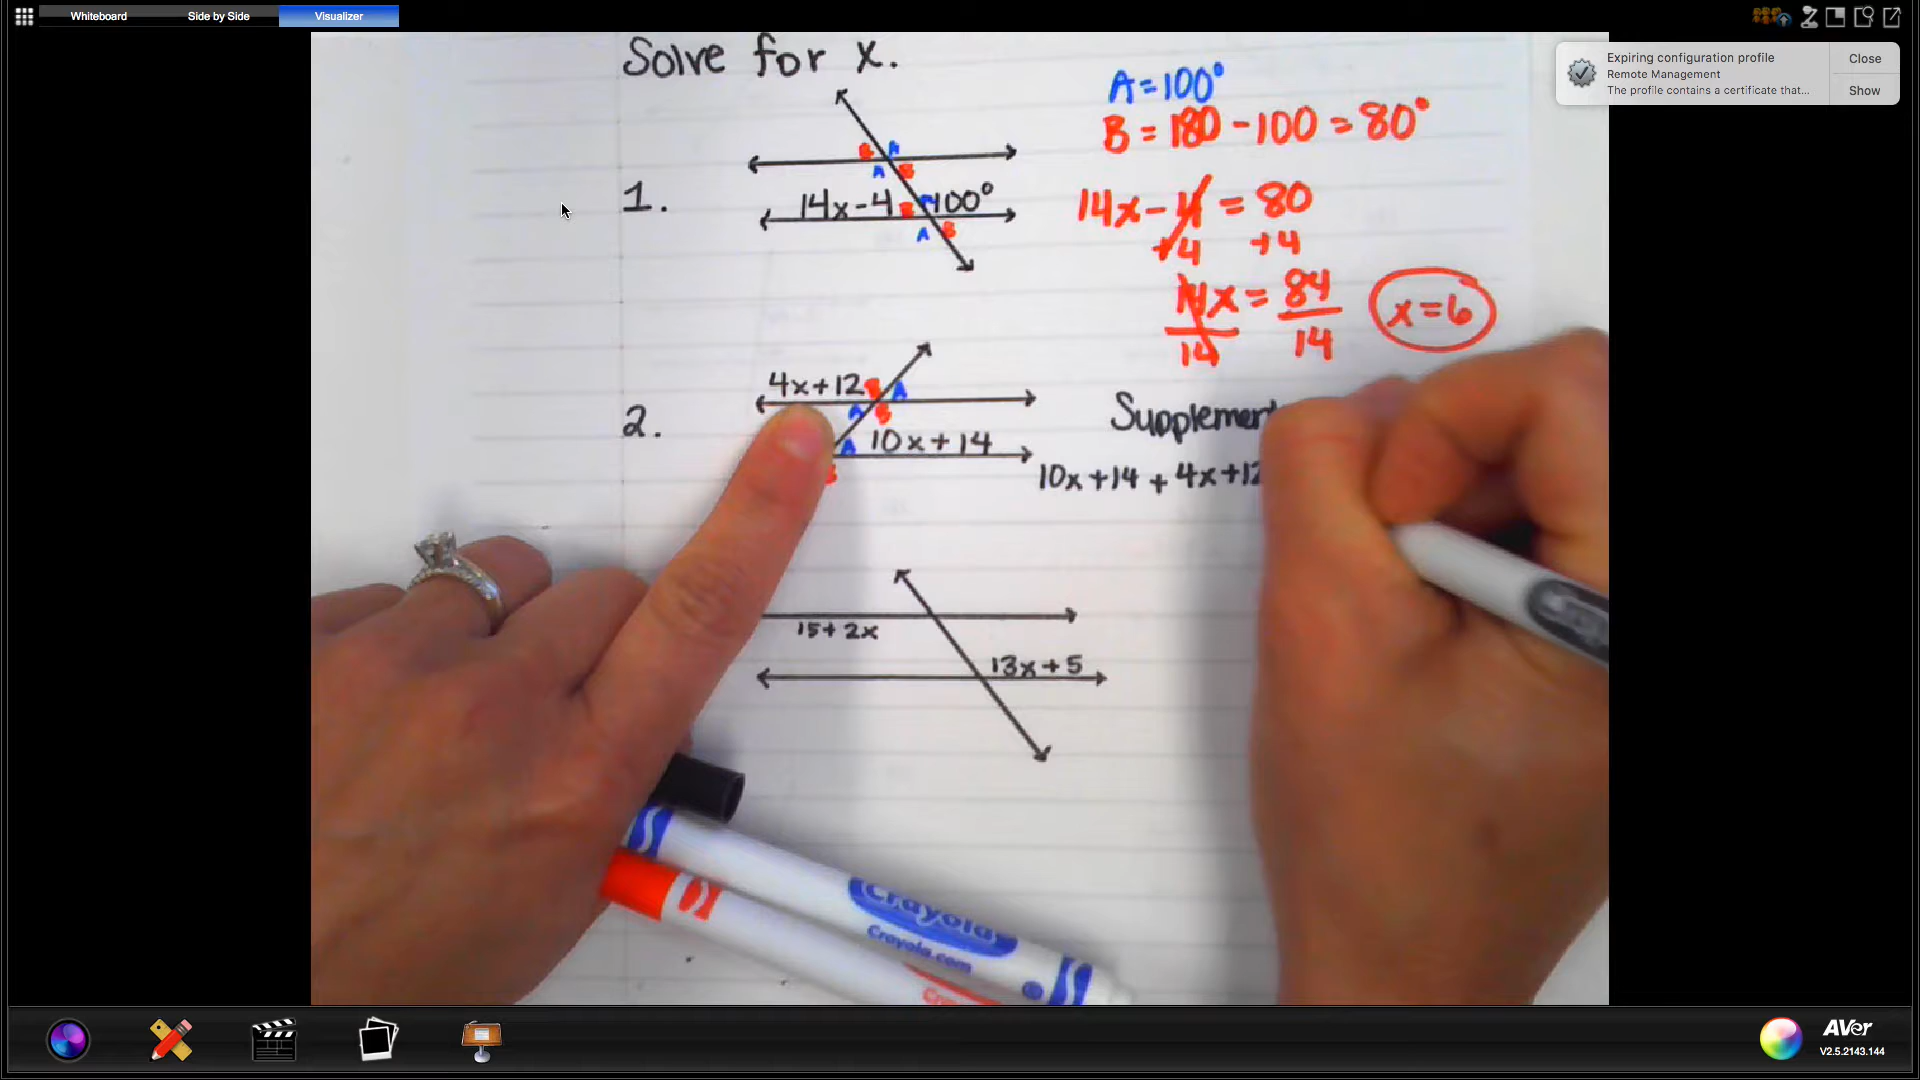 Whiteboard
Side by Side
Visualizer
Expiring configuration profile
Remote Management
The profile contains a certificate that...
Close
Show
Solve for x.
A=100°
B = 180 - 100 = 80°
B A
A B
1.
14x-4 B A 100°
A B
14x - 4 = 80
+4 +4
14x = 84
14 14
x=6
2.
4x+12 B A
A B
A 10x + 14
B
10x +14 + 4x+12
15+ 2x
13x + 5
Crayola
Crayola.com
AVer
V2.5.2143.144